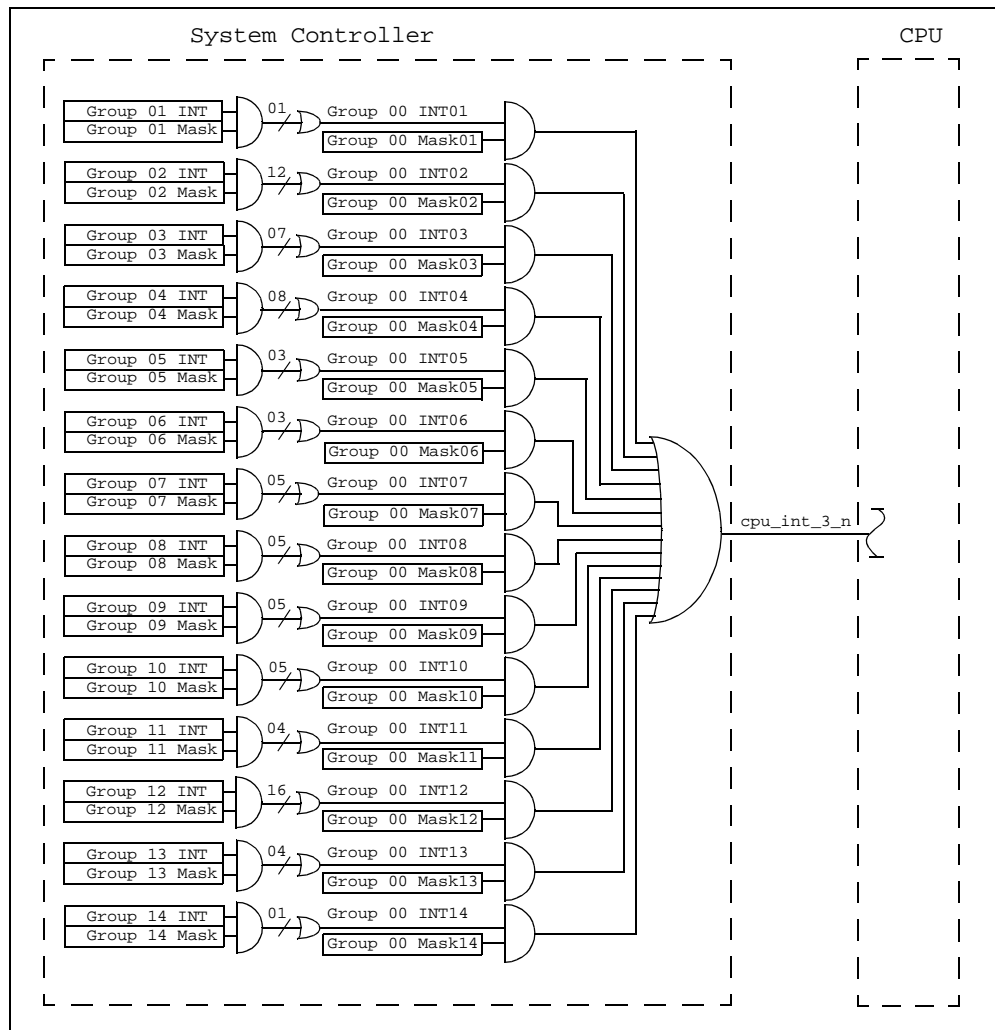 System Controller
CPU
Group 01 INT
Group 01 Mask
01
Group 00 INT01
Group 00 Mask01
Group 02 INT
Group 02 Mask
12
Group 00 INT02
Group 00 Mask02
Group 03 INT
Group 03 Mask
07
Group 00 INT03
Group 00 Mask03
Group 04 INT
Group 04 Mask
08
Group 00 INT04
Group 00 Mask04
Group 05 INT
Group 05 Mask
03
Group 00 INT05
Group 00 Mask05
Group 06 INT
Group 06 Mask
03
Group 00 INT06
Group 00 Mask06
Group 07 INT
Group 07 Mask
05
Group 00 INT07
Group 00 Mask07
cpu_int_3_n
Group 08 INT
Group 08 Mask
05
Group 00 INT08
Group 00 Mask08
Group 09 INT
Group 09 Mask
05
Group 00 INT09
Group 00 Mask09
Group 10 INT
Group 10 Mask
05
Group 00 INT10
Group 00 Mask10
Group 11 INT
Group 11 Mask
04
Group 00 INT11
Group 00 Mask11
Group 12 INT
Group 12 Mask
16
Group 00 INT12
Group 00 Mask12
Group 13 INT
Group 13 Mask
04
Group 00 INT13
Group 00 Mask13
Group 14 INT
Group 14 Mask
01
Group 00 INT14
Group 00 Mask14